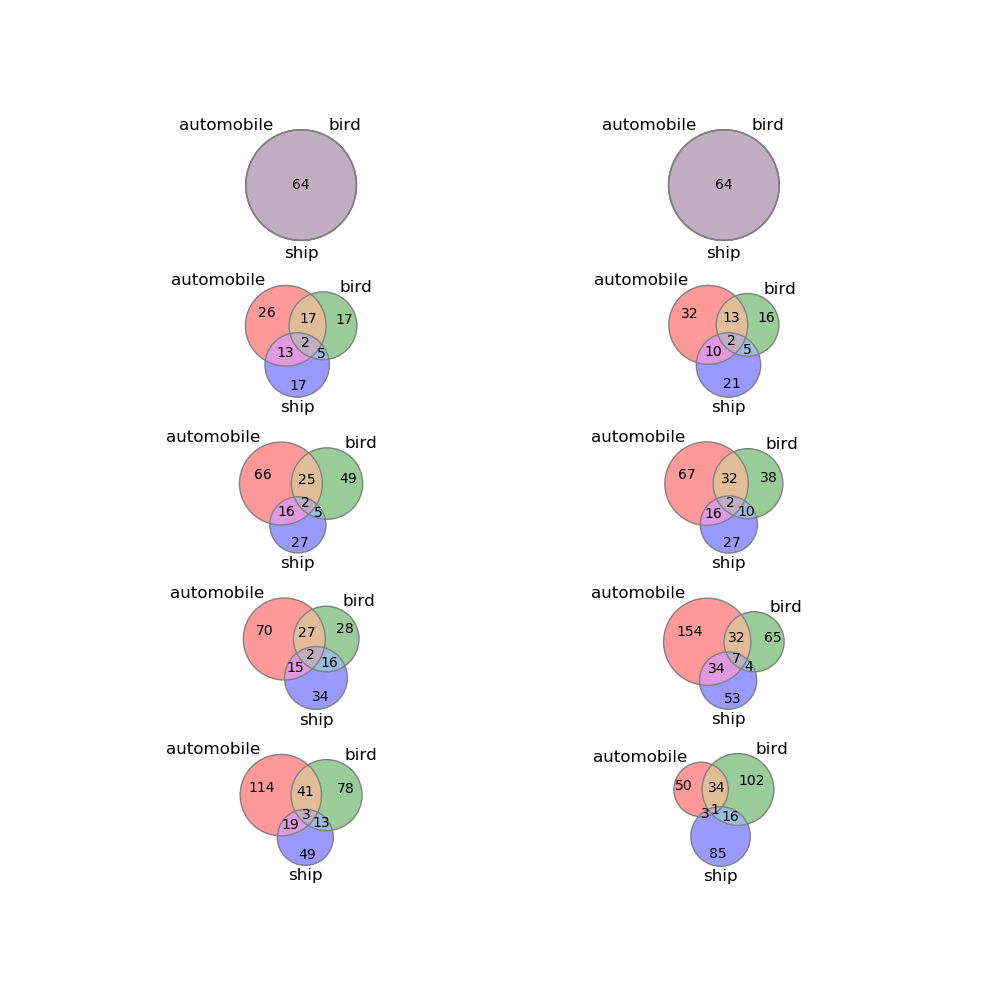 automobile bird
64
ship
automobile bird
64
ship
automobile bird
26 17 17
13 2 5
17
ship
automobile bird
32 13 16
10 2 5
21
ship
automobile bird
66 25 49
16 2 5
27
ship
automobile bird
67 32 38
16 2 10
27
ship
automobile bird
70 27 28
15 2 16
34
ship
automobile bird
154 32 65
34 7 4
53
ship
automobile bird
114 41 78
19 3 13
49
ship
automobile bird
50 34 102
3 1 16
85
ship